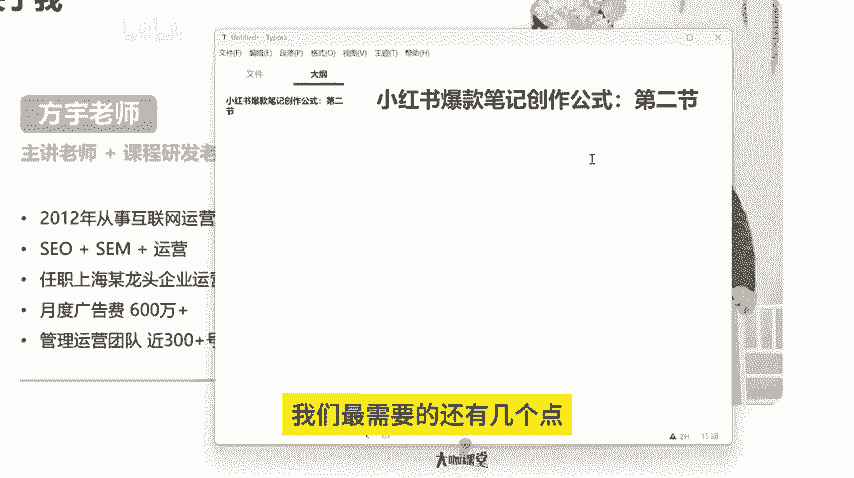 关于我
Untitled - Typora
文件(F) 编辑(E) 段落(P) 格式(O) 视图(V) 主题(T) 帮助(H)
文件 大纲
小红书爆款笔记创作公式：第二
节
小红书爆款笔记创作公式：第二节
方宇老师
主讲老师 + 课程研发老
2012年从事互联网运营
SEO + SEM + 运营
任职上海某龙头企业运营
月度广告费 600万+
管理运营团队 近300+号
我们最需要的还有几个点
ZH 15 词
大咖课堂